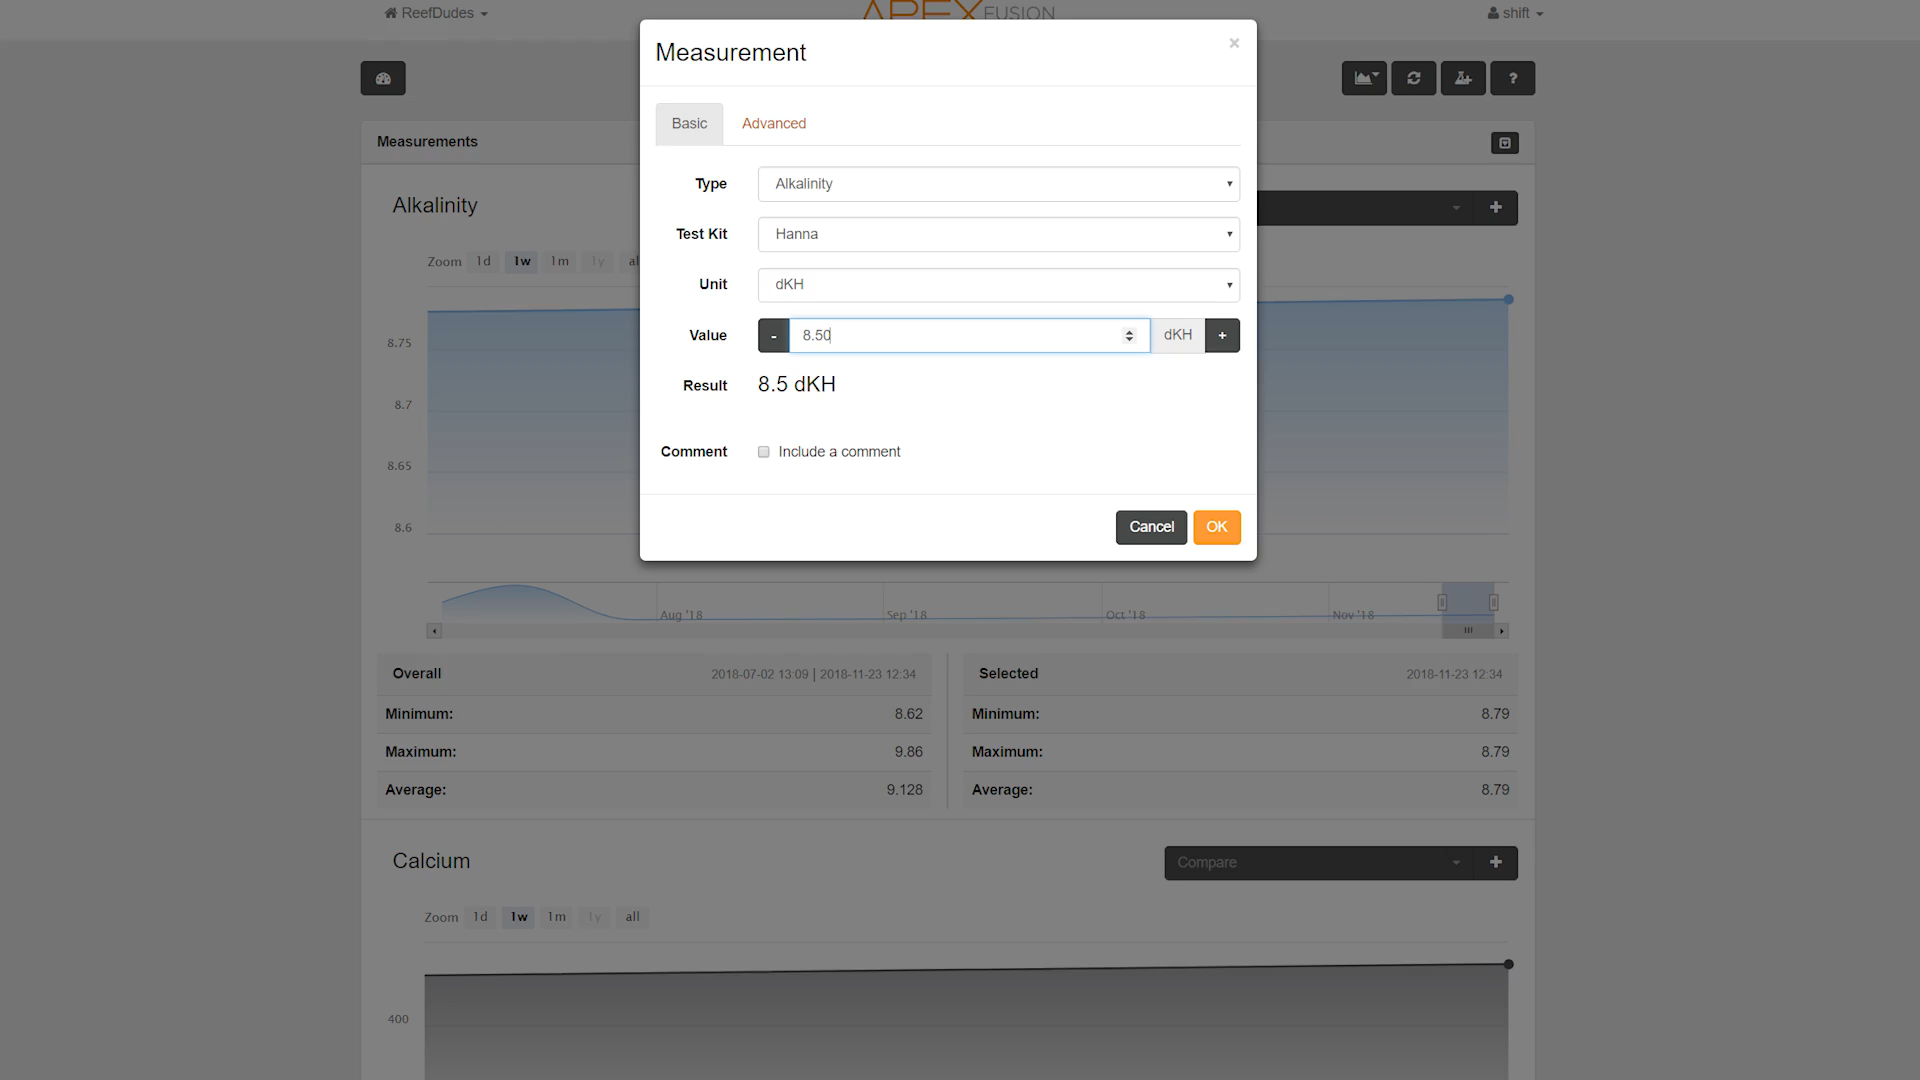 ReefDudes
APEX FUSION
shift
Measurement
×
Basic
Advanced
?
Measurements
Type
Alkalinity
Alkalinity
Test Kit
Hanna
Zoom 1d 1w 1m 1y al
Unit
dKH
Value
-
8.50
dKH
+
8.75
Result
8.5 dKH
8.7
Comment
Include a comment
8.65
Cancel
OK
8.6
Aug '18
Sep '18
Oct '18
Nov '18
Overall
2018-07-02 13:09 | 2018-11-23 12:34
Minimum:
8.62
Maximum:
9.86
Average:
9.128
Selected
2018-11-23 12:34
Minimum:
8.79
Maximum:
8.79
Average:
8.79
Calcium
Compare
Zoom 1d 1w 1m 1y all
400